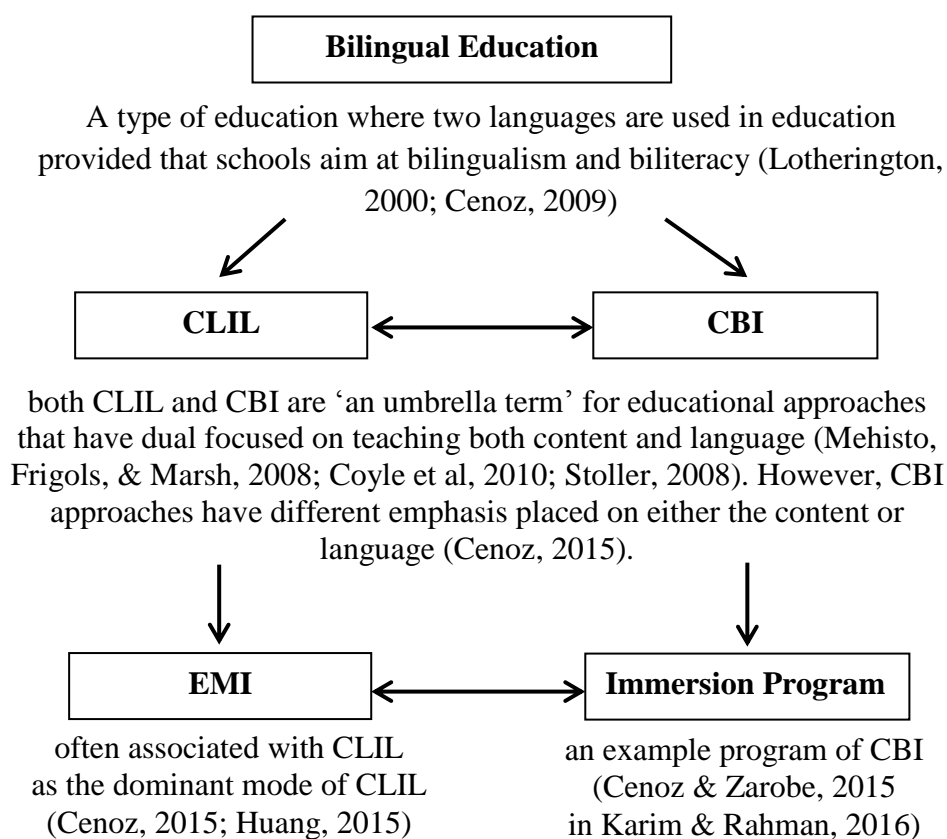 Bilingual Education
A type of education where two languages are used in education
provided that schools aim at bilingualism and biliteracy (Lotherington,
2000; Cenoz, 2009)
CLIL
CBI
both CLIL and CBI are ‘an umbrella term’ for educational approaches
that have dual focused on teaching both content and language (Mehisto,
Frigols, & Marsh, 2008; Coyle et al, 2010; Stoller, 2008). However, CBI
approaches have different emphasis placed on either the content or
language (Cenoz, 2015).
EMI
often associated with CLIL
as the dominant mode of CLIL
(Cenoz, 2015; Huang, 2015)
Immersion Program
an example program of CBI
(Cenoz & Zarobe, 2015
in Karim & Rahman, 2016)